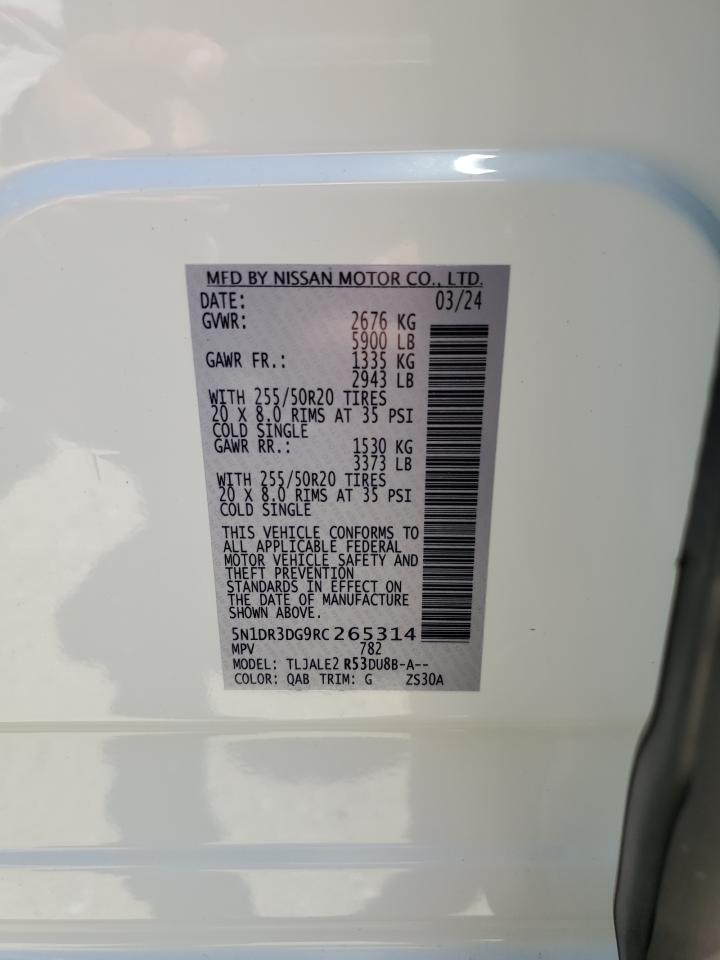 MFD BY NISSAN MOTOR CO., LTD.
DATE: 03/24
GVWR: 2676 KG
5900 LB
GAWR FR.: 1335 KG
2943 LB
WITH 255/50R20 TIRES
20 X 8.0 RIMS AT 35 PSI
COLD SINGLE
GAWR RR.: 1530 KG
3373 LB
WITH 255/50R20 TIRES
20 X 8.0 RIMS AT 35 PSI
COLD SINGLE
THIS VEHICLE CONFORMS TO
ALL APPLICABLE FEDERAL
MOTOR VEHICLE SAFETY AND
THEFT PREVENTION
STANDARDS IN EFFECT ON
THE DATE OF MANUFACTURE
SHOWN ABOVE.
5N1DR3DG9RC265314
MPV 782
MODEL: TLJALE2 R53DU8B-A--
COLOR: QAB TRIM: G ZS30A